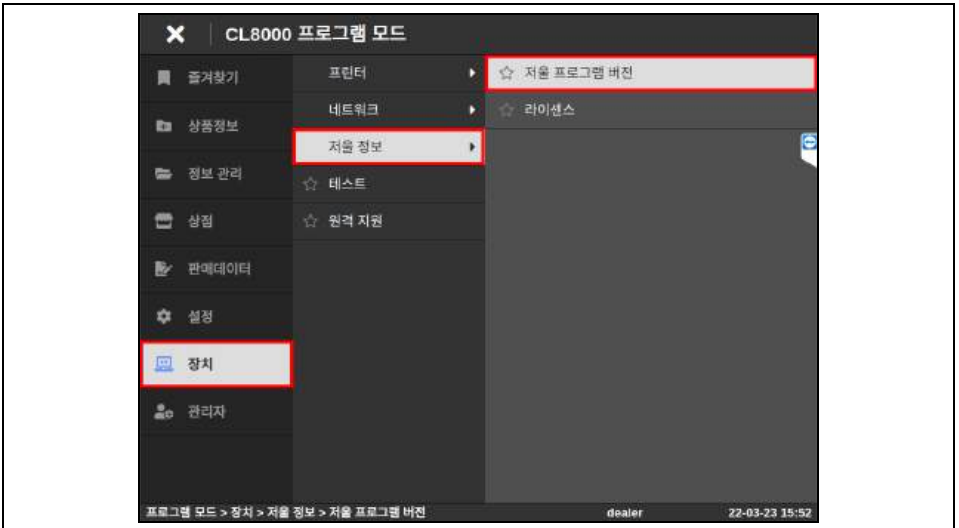 CL8000 프로그램 모드
즐겨찾기
상품정보
정보 관리
상점
판매데이터
설정
장치
관리자
프린터
네트워크
저울 정보
테스트
원격 지원
저울 프로그램 버전
라이센스
프로그램 모드 > 장치 > 저울 정보 > 저울 프로그램 버전
dealer
22-03-23 15:52